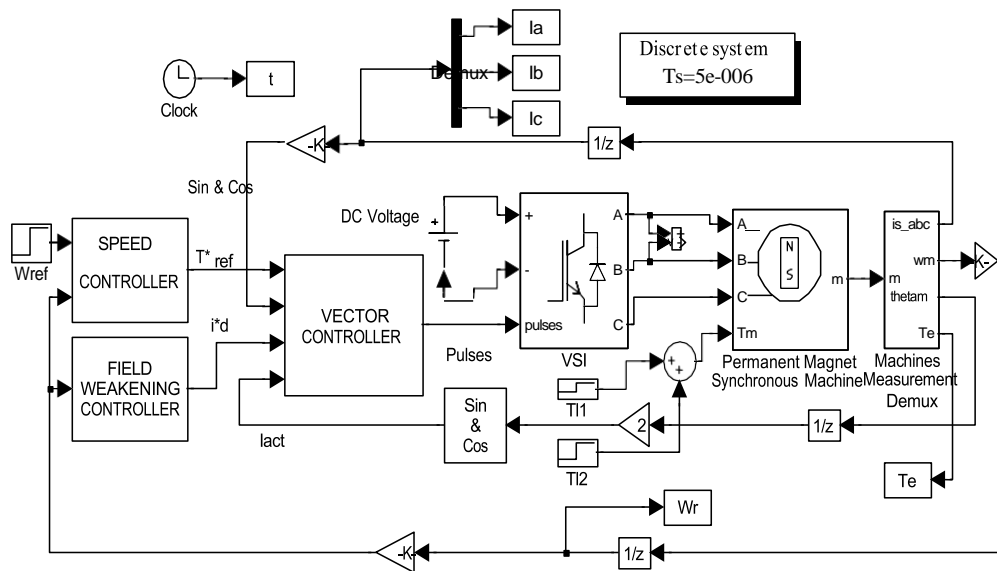 Ia
Ib
Ic
Demux
Discrete system
Ts=5e-006
Clock
t
-K-
1/z
Sin & Cos
DC Voltage
+
+
-
pulses
A
B
C
VSI
A
B
C
Tm
m
N
S
Permanent Magnet
Synchronous Machine
m
is_abc
wm
thetam
Te
Machines
Measurement
Demux
K-
Wref
SPEED
CONTROLLER
T* ref
i*d
FIELD
WEAKENING
CONTROLLER
VECTOR
CONTROLLER
Pulses
Iact
Sin
&
Cos
Tl1
Tl2
+
+
2
1/z
Te
Wr
-K-
1/z